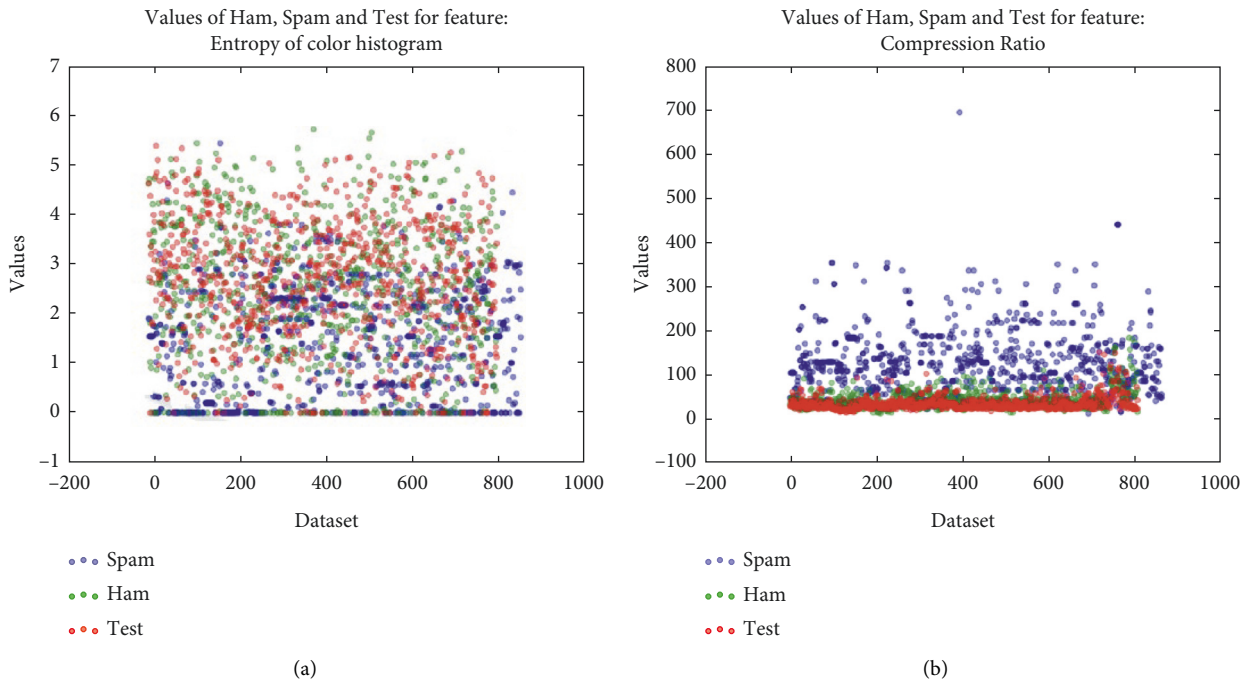 Values of Ham, Spam and Test for feature:
Entropy of color histogram
7
6
5
4
3
2
1
0
−1
Values
−200
0
200
400
600
800
1000
Dataset
Spam
Ham
Test
(a)
Values of Ham, Spam and Test for feature:
Compression Ratio
800
700
600
500
400
300
200
100
0
−100
Values
−200
0
200
400
600
800
1000
Dataset
Spam
Ham
Test
(b)